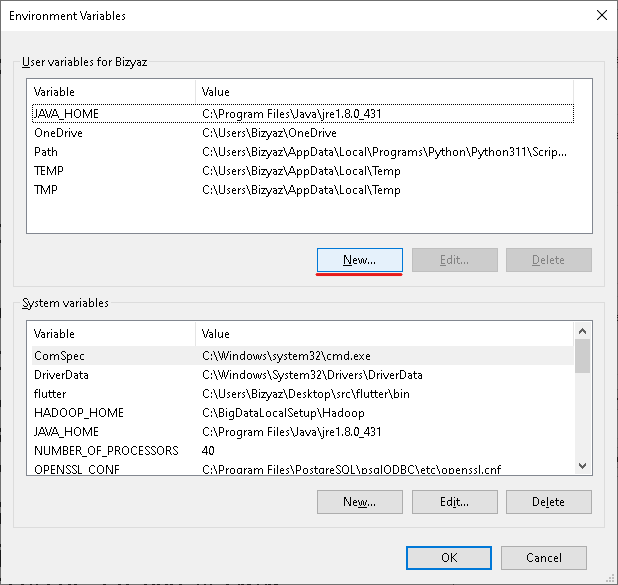 Environment Variables
User variables for Bizyaz
Variable Value
JAVA_HOME C:\Program Files\Java\jre1.8.0_431
OneDrive C:\Users\Bizyaz\OneDrive
Path C:\Users\Bizyaz\AppData\Local\Programs\Python\Python311\Scrip...
TEMP C:\Users\Bizyaz\AppData\Local\Temp
TMP C:\Users\Bizyaz\AppData\Local\Temp
New... Edit... Delete
System variables
Variable Value
ComSpec C:\Windows\system32\cmd.exe
DriverData C:\Windows\System32\Drivers\DriverData
flutter C:\Users\Bizyaz\Desktop\src\flutter\bin
HADOOP_HOME C:\BigDataLocalSetup\Hadoop
JAVA_HOME C:\Program Files\Java\jre1.8.0_431
NUMBER_OF_PROCESSORS 40
OPENSSL_CONF C:\Program Files\PostgreSQL\psqlODBC\etc\openssl.cnf
New... Edit... Delete
OK Cancel